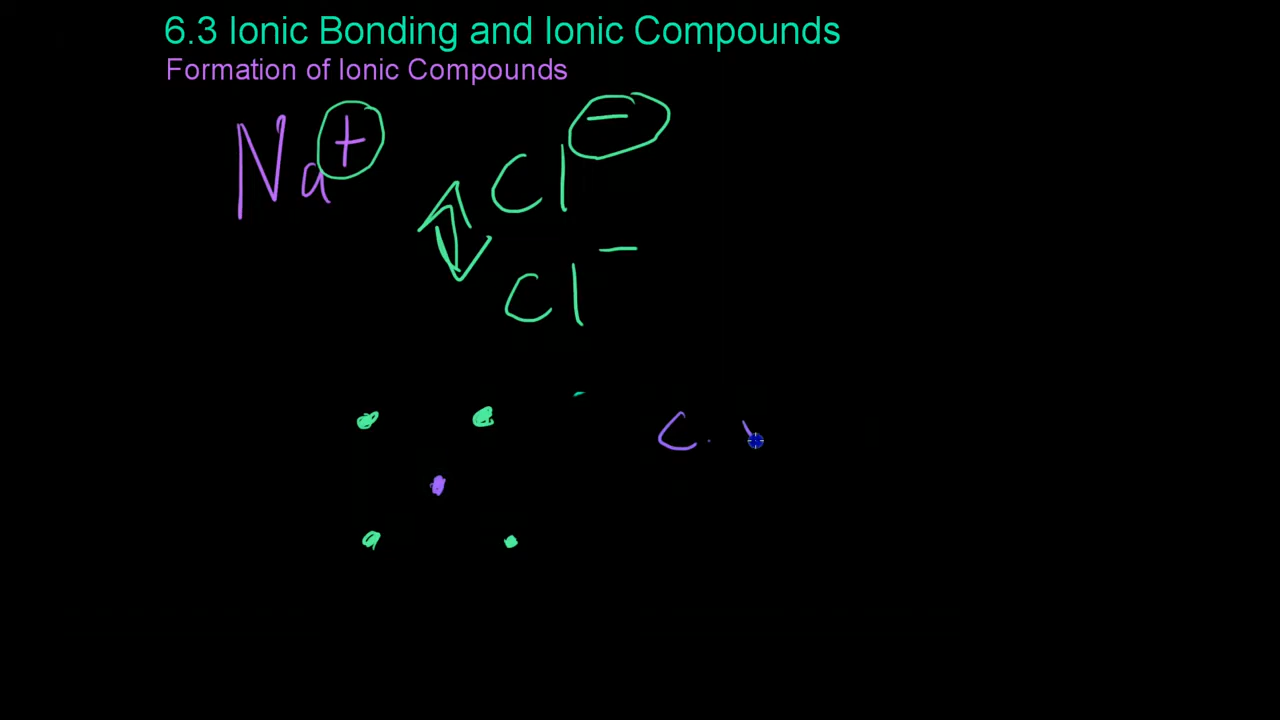 6.3 Ionic Bonding and Ionic Compounds
Formation of Ionic Compounds
Na+ Cl−
Cl−
C.